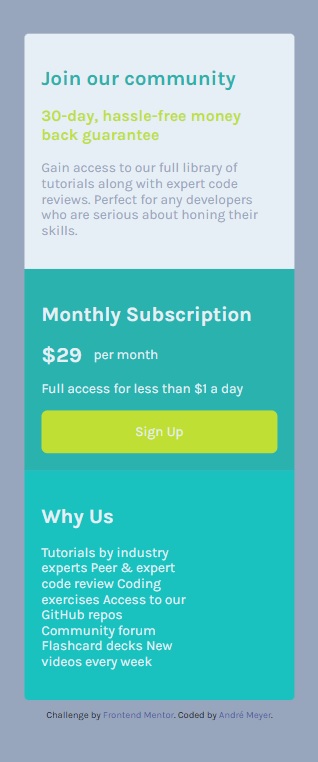 Join our community
30-day, hassle-free money
back guarantee
Gain access to our full library of
tutorials along with expert code
reviews. Perfect for any developers
who are serious about honing their
skills.
Monthly Subscription
$29 per month
Full access for less than $1 a day
Sign Up
Why Us
Tutorials by industry
experts Peer & expert
code review Coding
exercises Access to our
GitHub repos
Community forum
Flashcard decks New
videos every week
Challenge by Frontend Mentor. Coded by André Meyer.